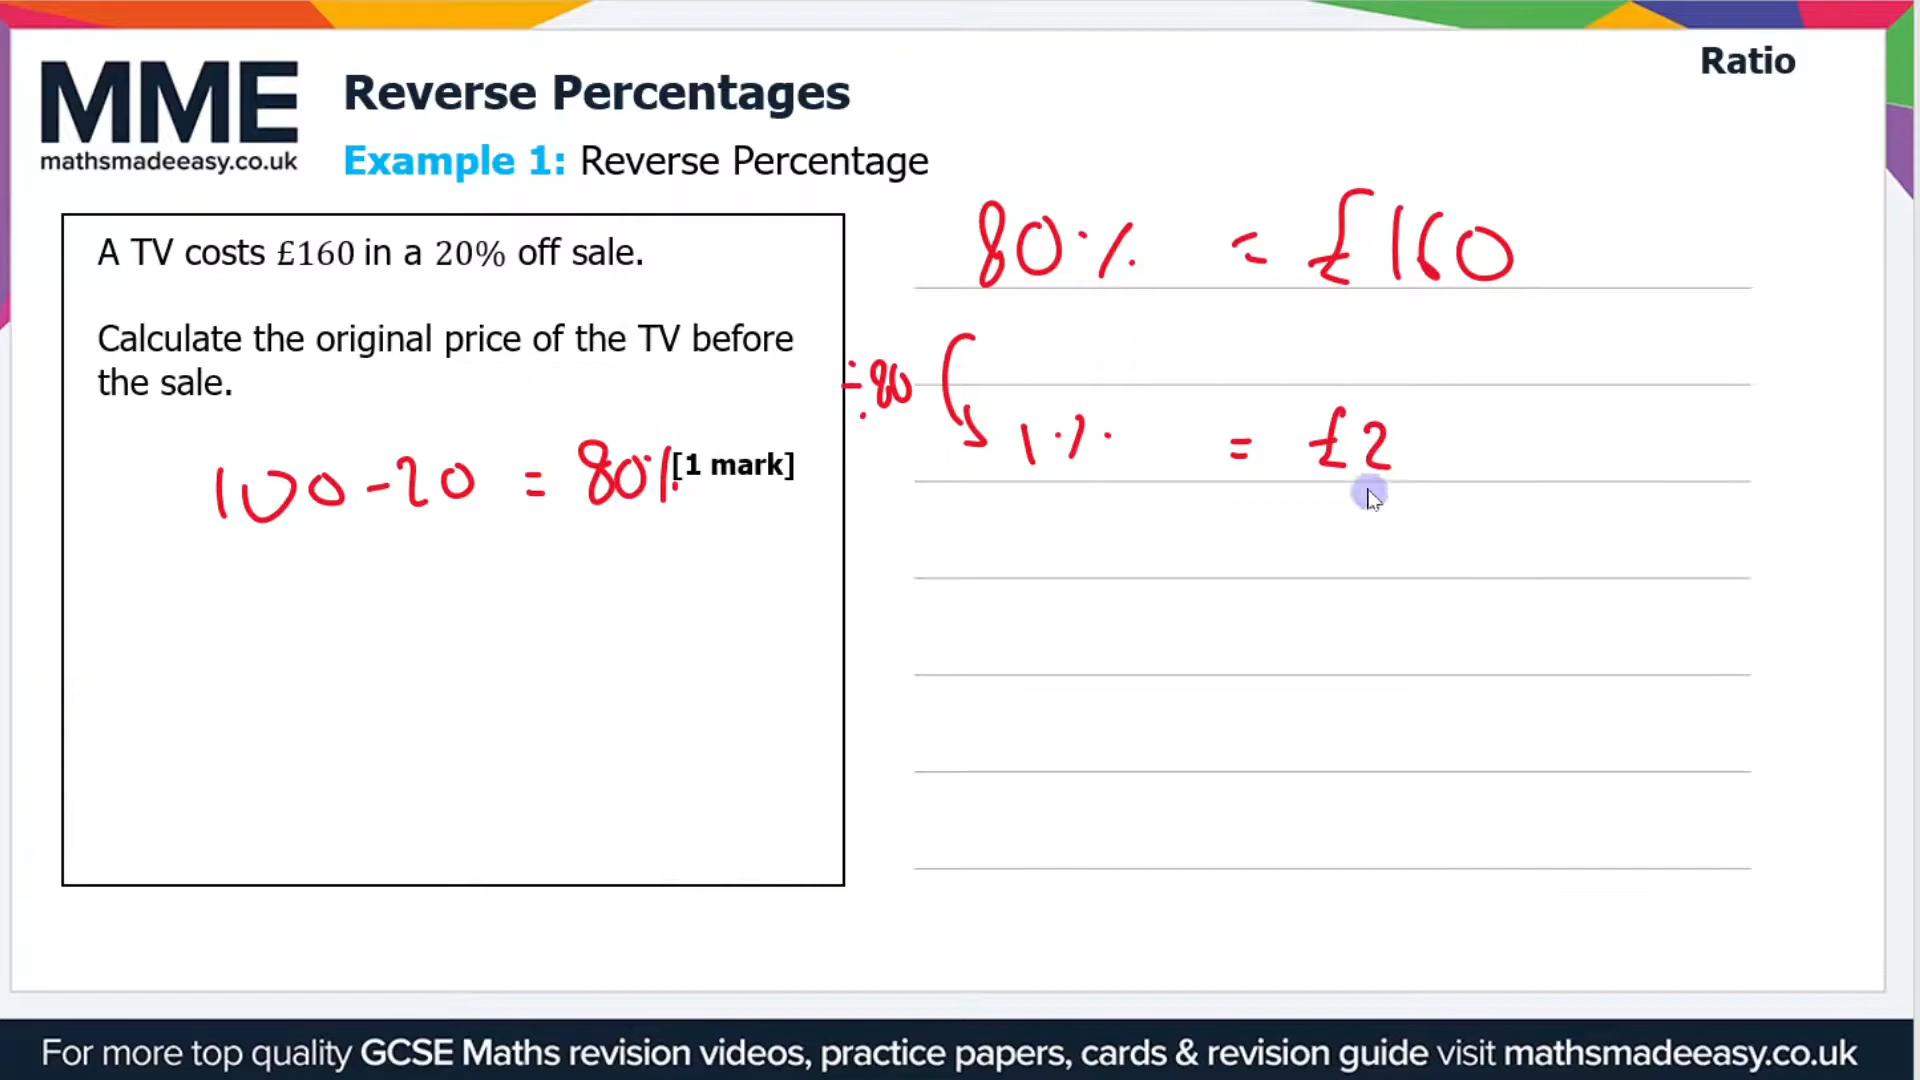 Ratio
MME
mathsmadeeasy.co.uk
Reverse Percentages
Example 1: Reverse Percentage
A TV costs £160 in a 20% off sale.
Calculate the original price of the TV before
the sale.
[1 mark]
100-20 = 80%
80% = £160
÷80
1% = £2
For more top quality GCSE Maths revision videos, practice papers, cards & revision guide visit mathsmadeeasy.co.uk